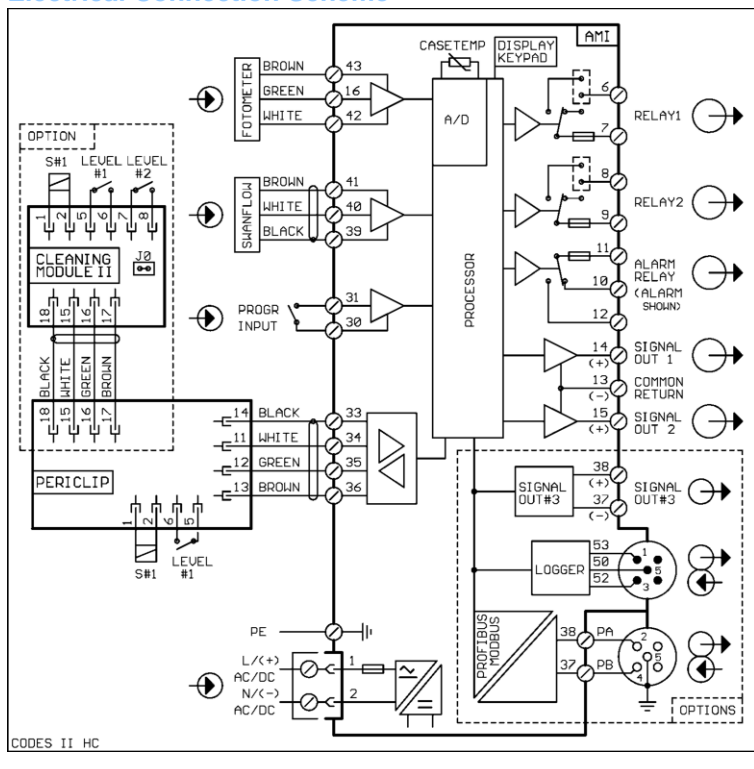 AMI
CASETEMP
DISPLAY
KEYPAD
A/D
PROCESSOR
FOTOMETER
BROWN 43
GREEN 16
WHITE 42
SWANFLOW
BROWN 41
WHITE 40
BLACK 39
PROGR
INPUT
31
30
OPTION
S#1
LEVEL
#1
LEVEL
#2
1 2 5 6 7 8
CLEANING
MODULE II
J0
18 15 16 17
BLACK
WHITE
GREEN
BROWN
18 15 16 17
PERICLIP
14 BLACK 33
11 WHITE 34
12 GREEN 35
13 BROWN 36
1 2 6 5
S#1
LEVEL
#1
6
7
RELAY1
8
9
RELAY2
11
10
12
ALARM
RELAY
(ALARM
SHOWN)
14
(+)
SIGNAL
OUT 1
13
(-)
COMMON
RETURN
15
(+)
SIGNAL
OUT 2
SIGNAL
OUT#3
38
(+)
37
(-)
SIGNAL
OUT#3
LOGGER
53
50
52
1
5
3
PROFIBUS
MODBUS
38 PA
37 PB
2
5
4
OPTIONS
PE
L/(+)
AC/DC
1
N/(-)
AC/DC
2
CODES II HC